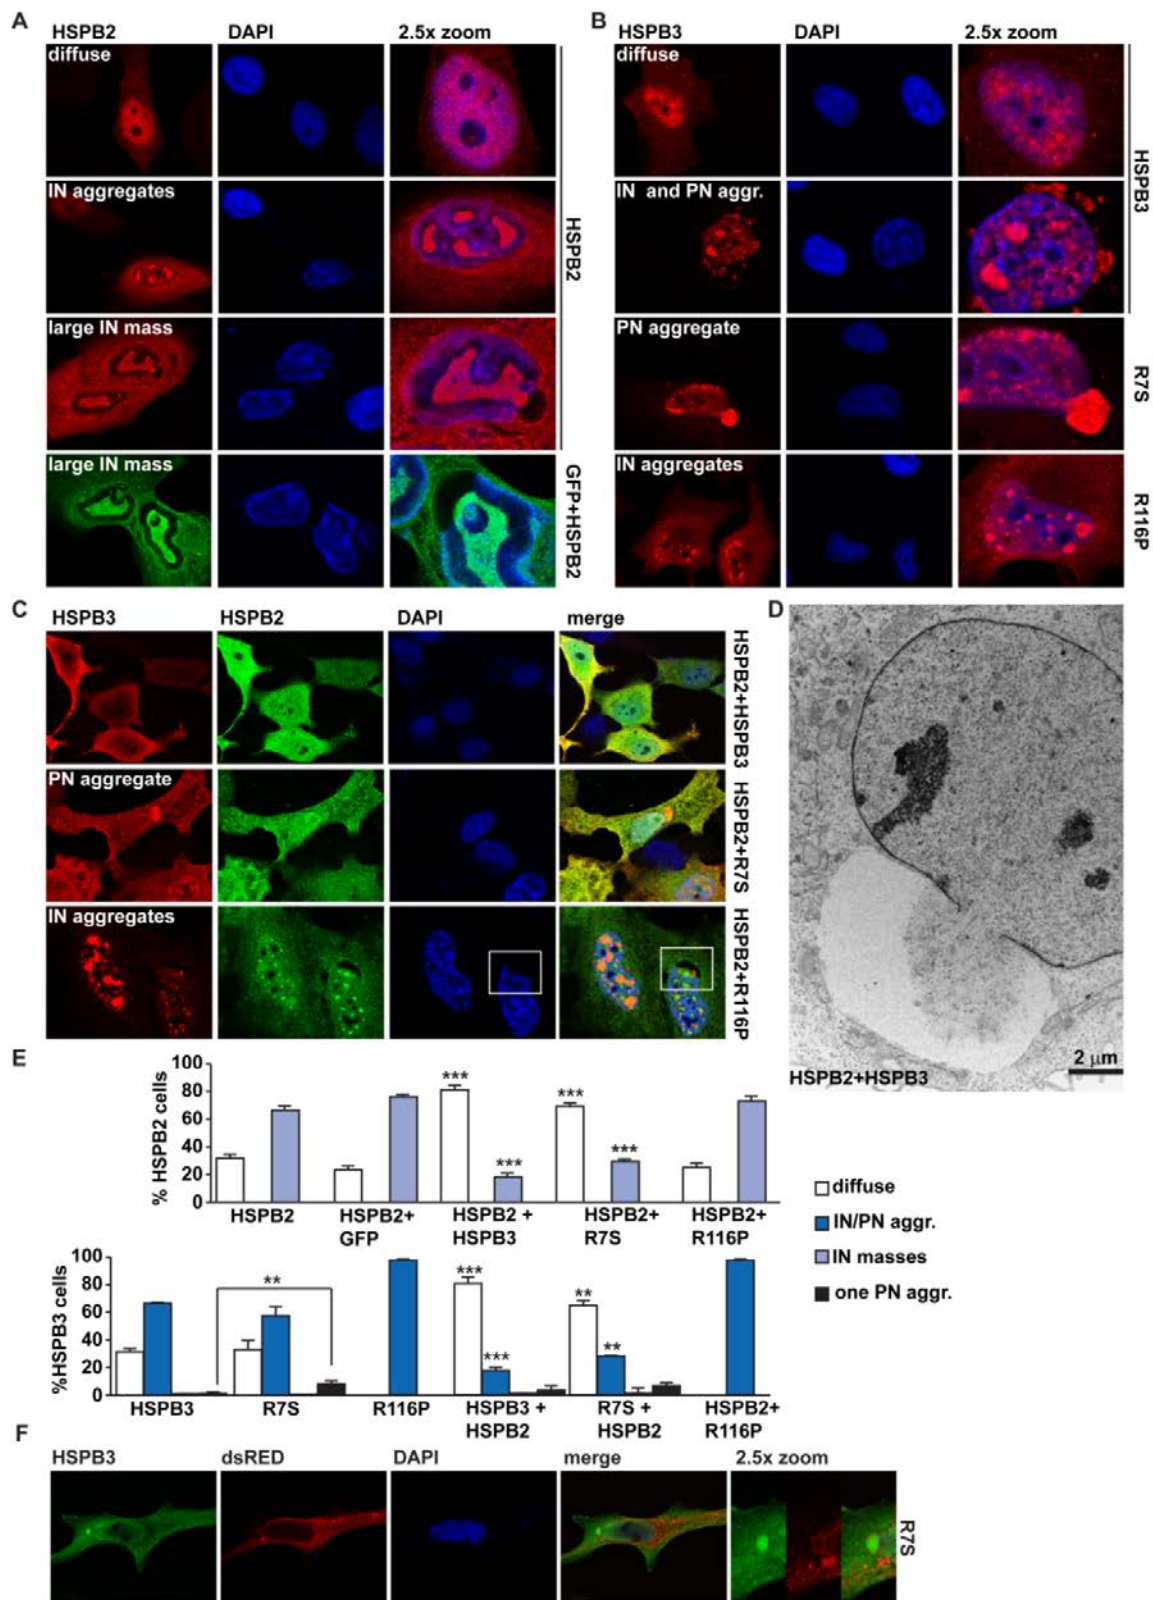 A
HSPB2 DAPI 2.5x zoom
diffuse
IN aggregates
large IN mass
HSPB2
large IN mass
GFP+HSPB2
B
HSPB3 DAPI 2.5x zoom
diffuse
IN and PN aggr.
HSPB3
PN aggregate
R7S
IN aggregates
R116P
C
HSPB3 HSPB2 DAPI merge
HSPB2+HSPB3
PN aggregate
HSPB2+R7S
IN aggregates
HSPB2+R116P
D
2 µm
HSPB2+HSPB3
E
% HSPB2 cells
100
80
60
40
20
0
*** *** *** ***
HSPB2 HSPB2+ HSPB2 + HSPB2+ HSPB2+
GFP HSPB3 R7S R116P
%HSPB3 cells
100
80
60
40
20
0
** *** *** ** **
HSPB3 R7S R116P HSPB3 + R7S + HSPB2+
HSPB2 HSPB2 R116P
diffuse
IN/PN aggr.
IN masses
one PN aggr.
F
HSPB3 dsRED DAPI merge 2.5x zoom
R7S